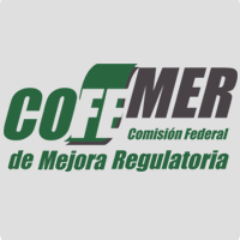 COFEMER
Comisión Federal
de Mejora Regulatoria